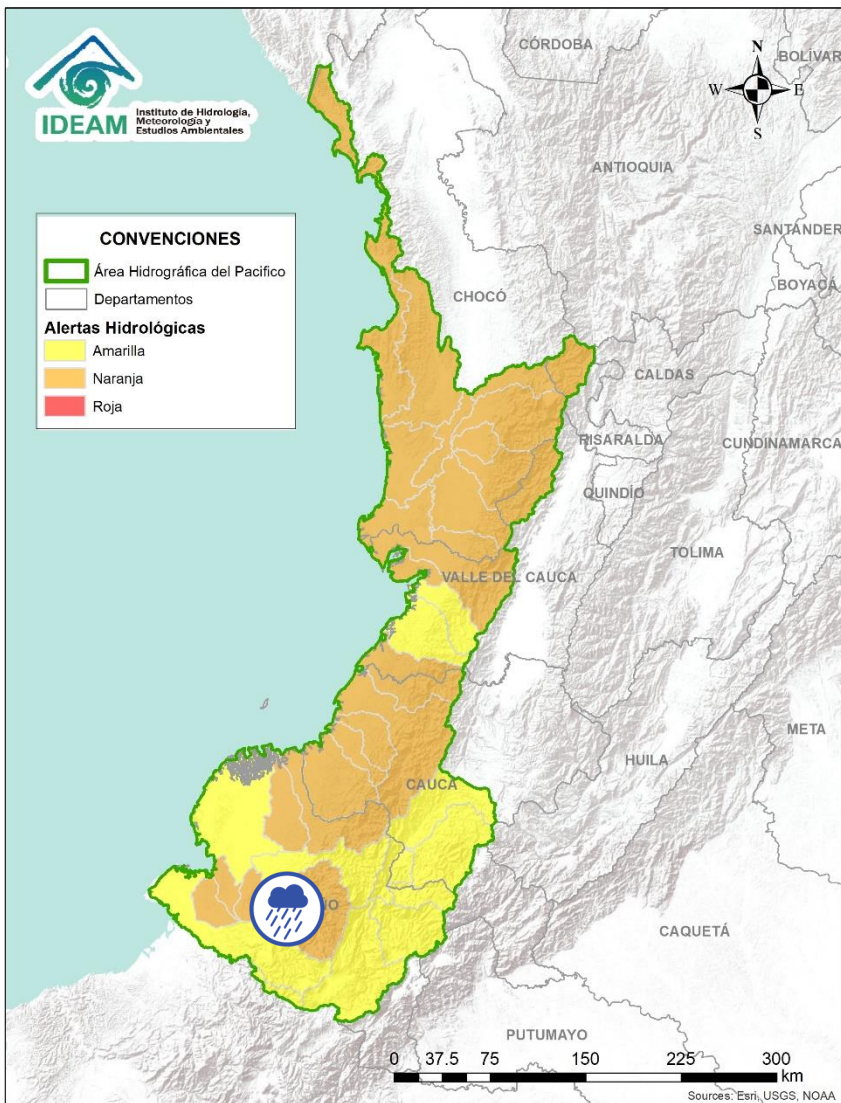 IDEAM
Instituto de Hidrología,
Meteorología y
Estudios Ambientales
N
W
E
S
CÓRDOBA
BOLÍVAR
ANTIOQUIA
SANTANDER
BOYACÁ
CHOCÓ
CALDAS
RISARALDA
CUNDINAMARCA
QUINDÍO
TOLIMA
VALLE DEL CAUCA
META
HUILA
CAUCA
CAQUETÁ
PUTUMAYO
CONVENCIONES
Área Hidrográfica del Pacifico
Departamentos
Alertas Hidrológicas
Amarilla
Naranja
Roja
0 37.5 75 150 225 300
km
Sources: Esri, USGS, NOAA